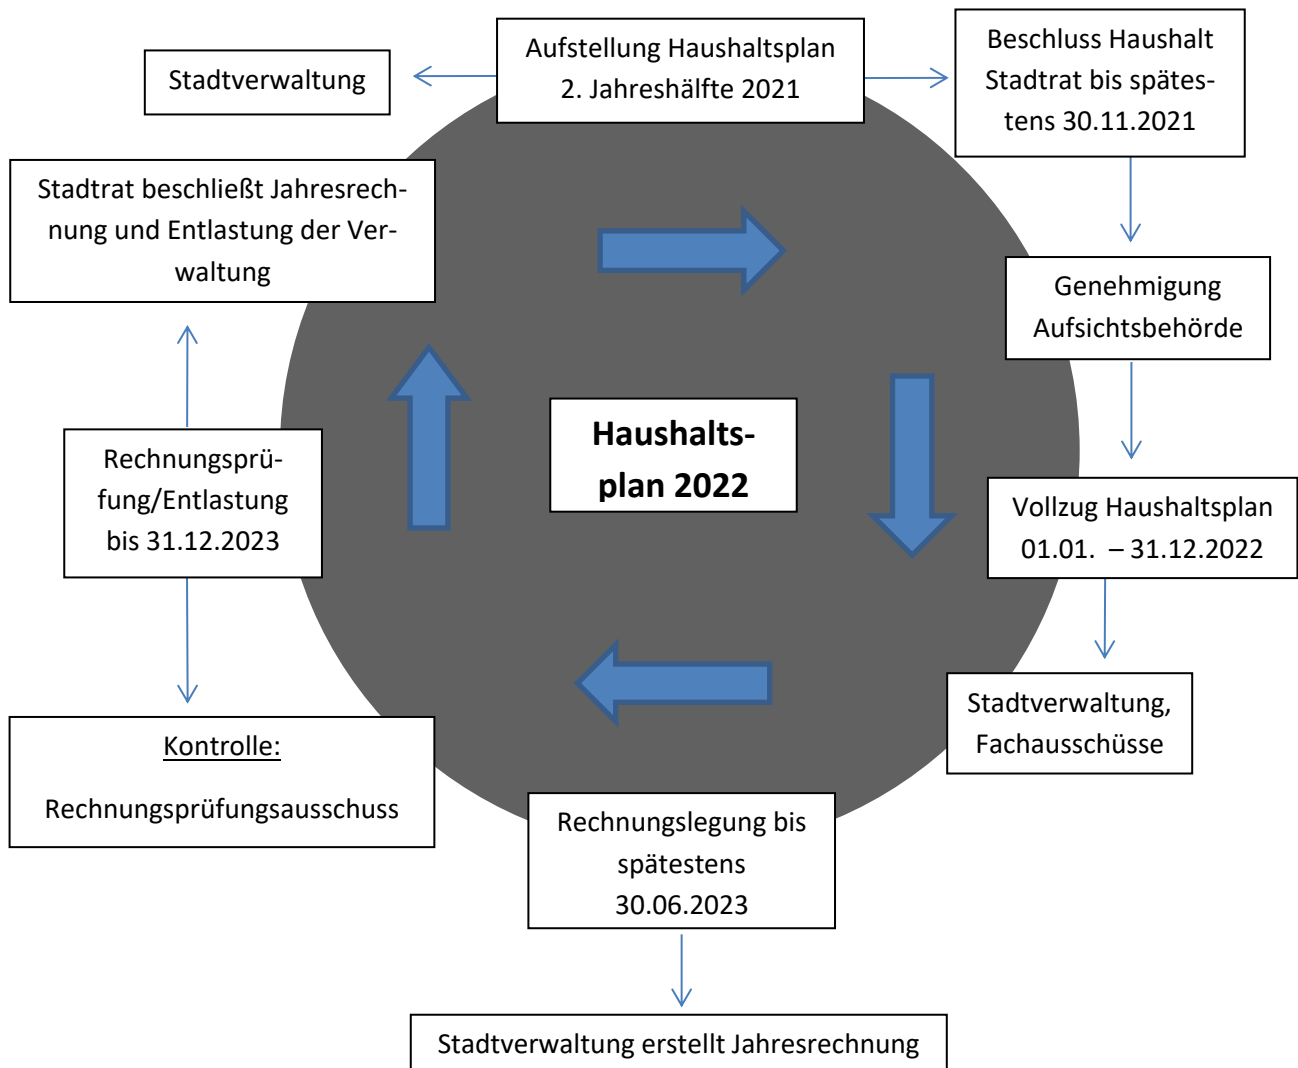 Aufstellung Haushaltsplan
2. Jahreshälfte 2021
Stadtverwaltung
Beschluss Haushalt
Stadtrat bis spätes-
tens 30.11.2021
Stadtrat beschließt Jahresrech-
nung und Entlastung der Ver-
waltung
Genehmigung
Aufsichtsbehörde
Haushalts-
plan 2022
Rechnungsprü-
fung/Entlastung
bis 31.12.2023
Vollzug Haushaltsplan
01.01. – 31.12.2022
Stadtverwaltung,
Fachausschüsse
Kontrolle:
Rechnungsprüfungsausschuss
Rechnungslegung bis
spätestens
30.06.2023
Stadtverwaltung erstellt Jahresrechnung